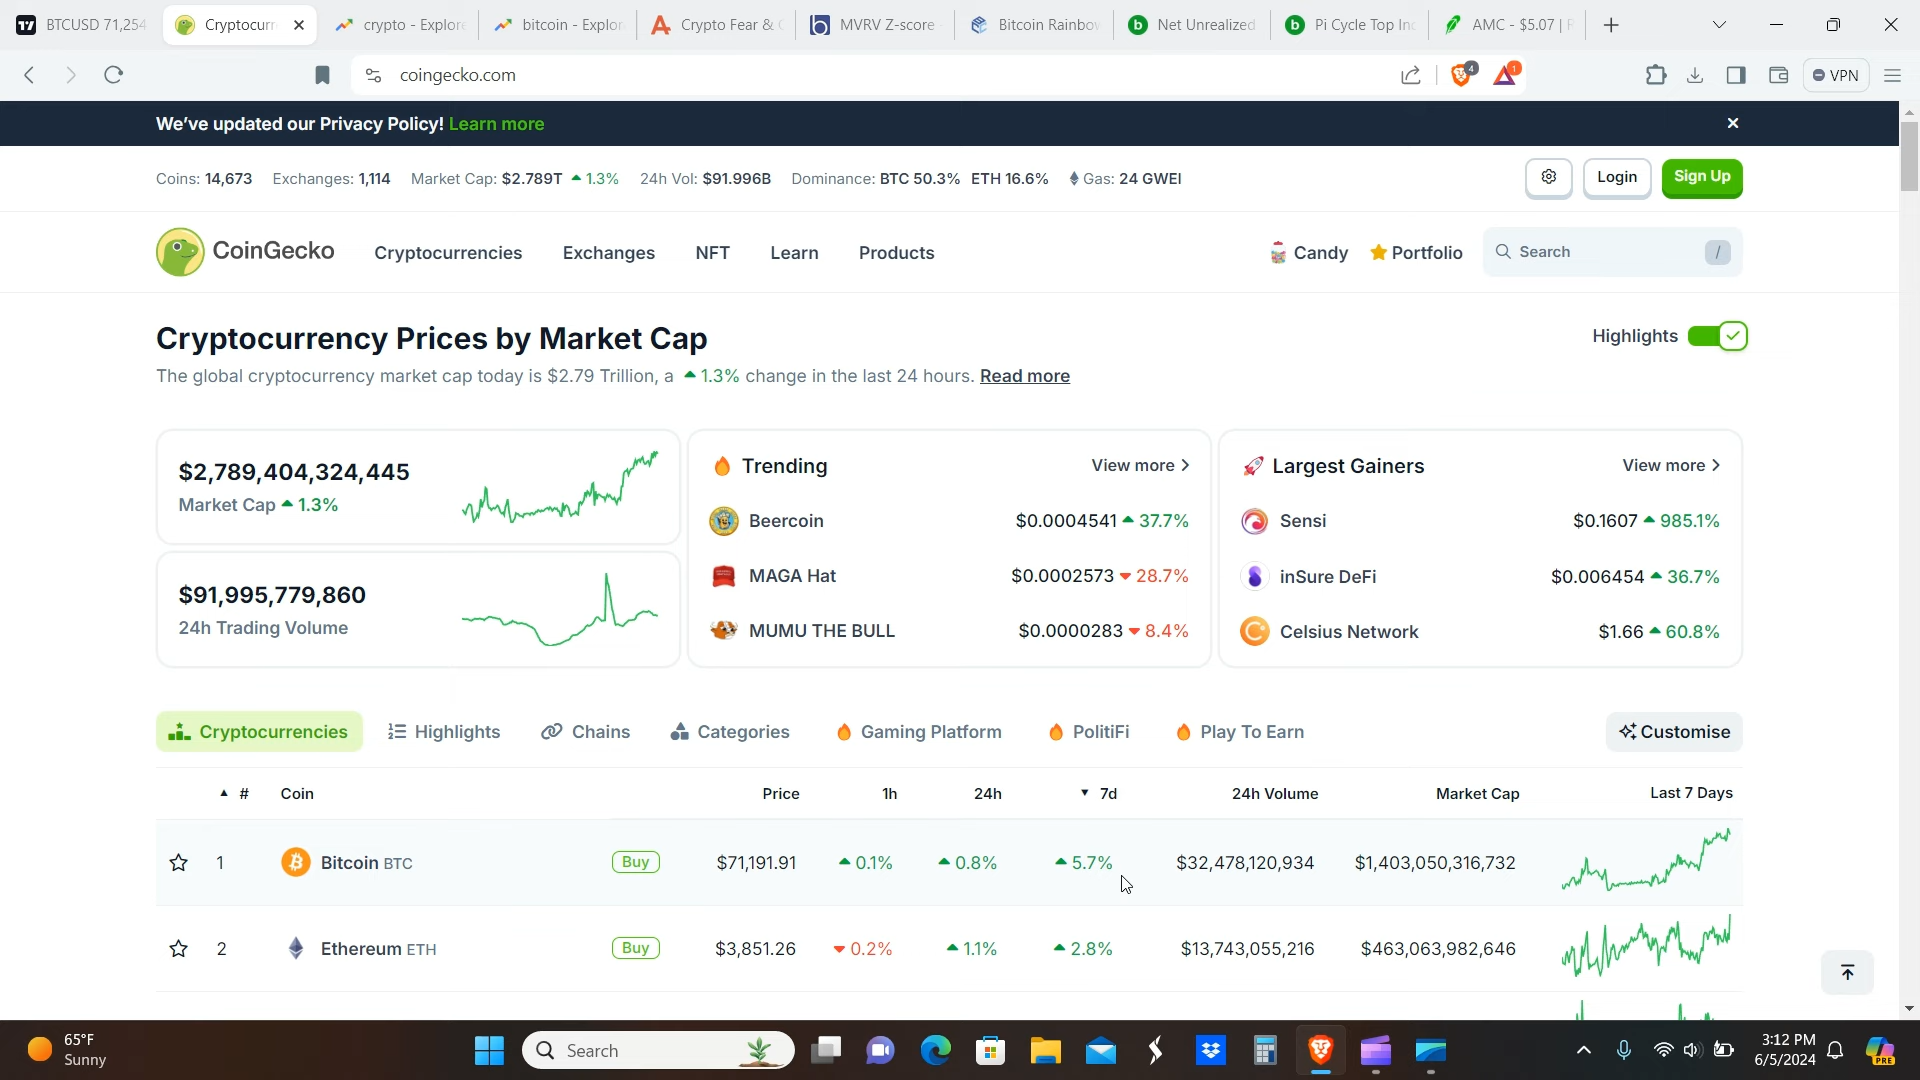 BTCUSD 71,254
Cryptocurr
crypto - Explore
bitcoin - Explor
Crypto Fear &
MVRV Z-score
Bitcoin Rainbow
Net Unrealized
Pi Cycle Top In
AMC - $5.07 |
coingecko.com
4
1
VPN
We've updated our Privacy Policy! Learn more
Coins: 14,673 Exchanges: 1,114 Market Cap: $2.789T 1.3% 24h Vol: $91.996B Dominance: BTC 50.3% ETH 16.6% Gas: 24 GWEI
Login
Sign Up
CoinGecko
Cryptocurrencies Exchanges NFT Learn Products
Candy Portfolio
Search /
Cryptocurrency Prices by Market Cap
Highlights
The global cryptocurrency market cap today is $2.79 Trillion, a 1.3% change in the last 24 hours. Read more
$2,789,404,324,445
Market Cap 1.3%
$91,995,779,860
24h Trading Volume
Trending View more
Beercoin $0.0004541 37.7%
MAGA Hat $0.0002573 28.7%
MUMU THE BULL $0.0000283 8.4%
Largest Gainers View more
Sensi $0.1607 985.1%
inSure DeFi $0.006454 36.7%
Celsius Network $1.66 60.8%
Cryptocurrencies Highlights Chains Categories Gaming Platform PolitiFi Play To Earn Customise
# Coin Price 1h 24h 7d 24h Volume Market Cap Last 7 Days
1 Bitcoin BTC Buy $71,191.91 0.1% 0.8% 5.7% $32,478,120,934 $1,403,050,316,732
2 Ethereum ETH Buy $3,851.26 0.2% 1.1% 2.8% $13,743,055,216 $463,063,982,646
65°F
Sunny
Search
3:12 PM
6/5/2024
PRE